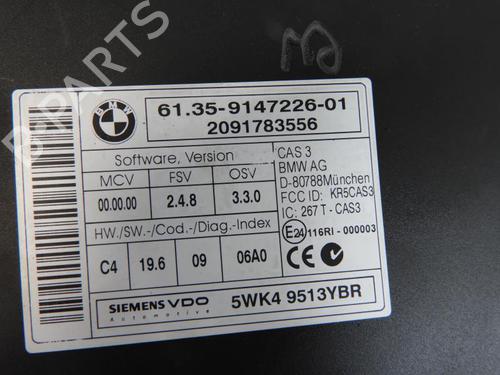 BMW
61.35-9147226-01
2091783556
Software, Version
MCV FSV OSV
00.00.00 2.4.8 3.3.0
HW./SW.-/Cod.-/Diag.-Index
C4 19.6 09 06A0
CAS 3
BMW AG
D-80788München
FCC ID: KR5CAS3
IC: 267 T - CAS3
E24 116RI - 000003
SIEMENS VDO
Automotive
5WK4 9513YBR
B-PARTS